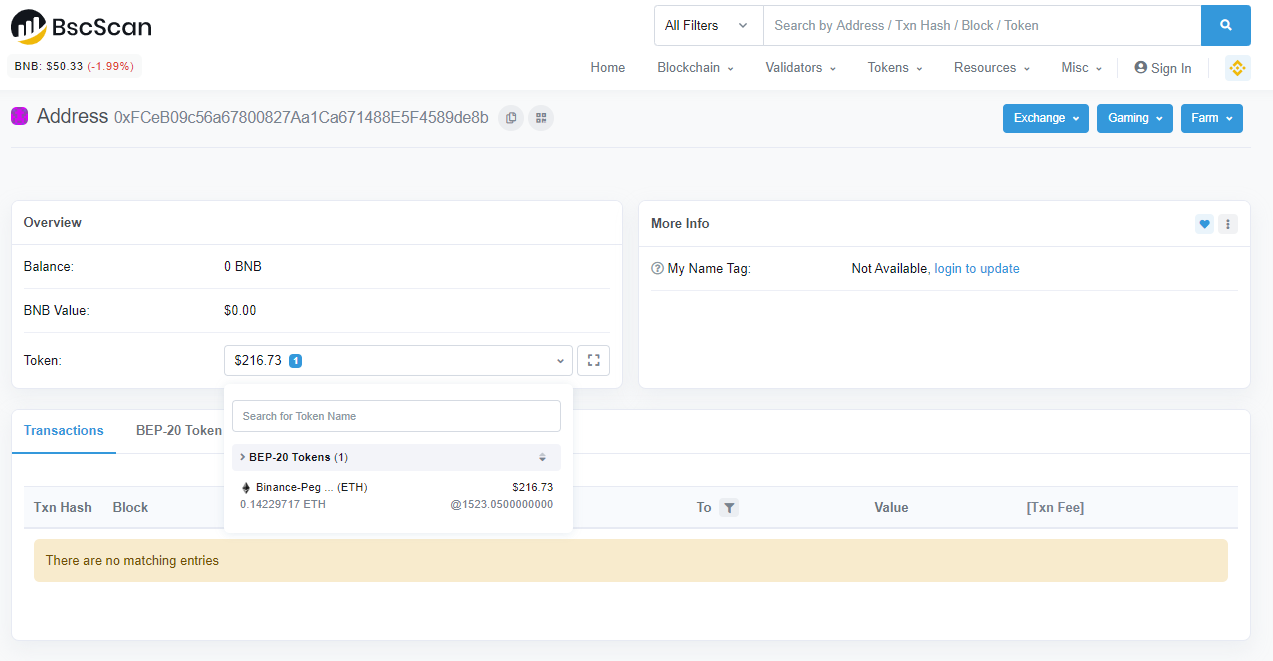 BscScan
All Filters
Search by Address / Txn Hash / Block / Token
BNB: $50.33 (-1.99%)
Home Blockchain Validators Tokens Resources Misc Sign In
Address 0xFCeB09c56a67800827Aa1Ca671488E5F4589de8b
Exchange Gaming Farm
Overview
Balance: 0 BNB
BNB Value: $0.00
Token: $216.73 1
Search for Token Name
BEP-20 Tokens (1)
Binance-Peg ... (ETH) $216.73
0.14229717 ETH @1523.0500000000
More Info
My Name Tag: Not Available, login to update
Transactions BEP-20 Token
Txn Hash Block To Value [Txn Fee]
There are no matching entries